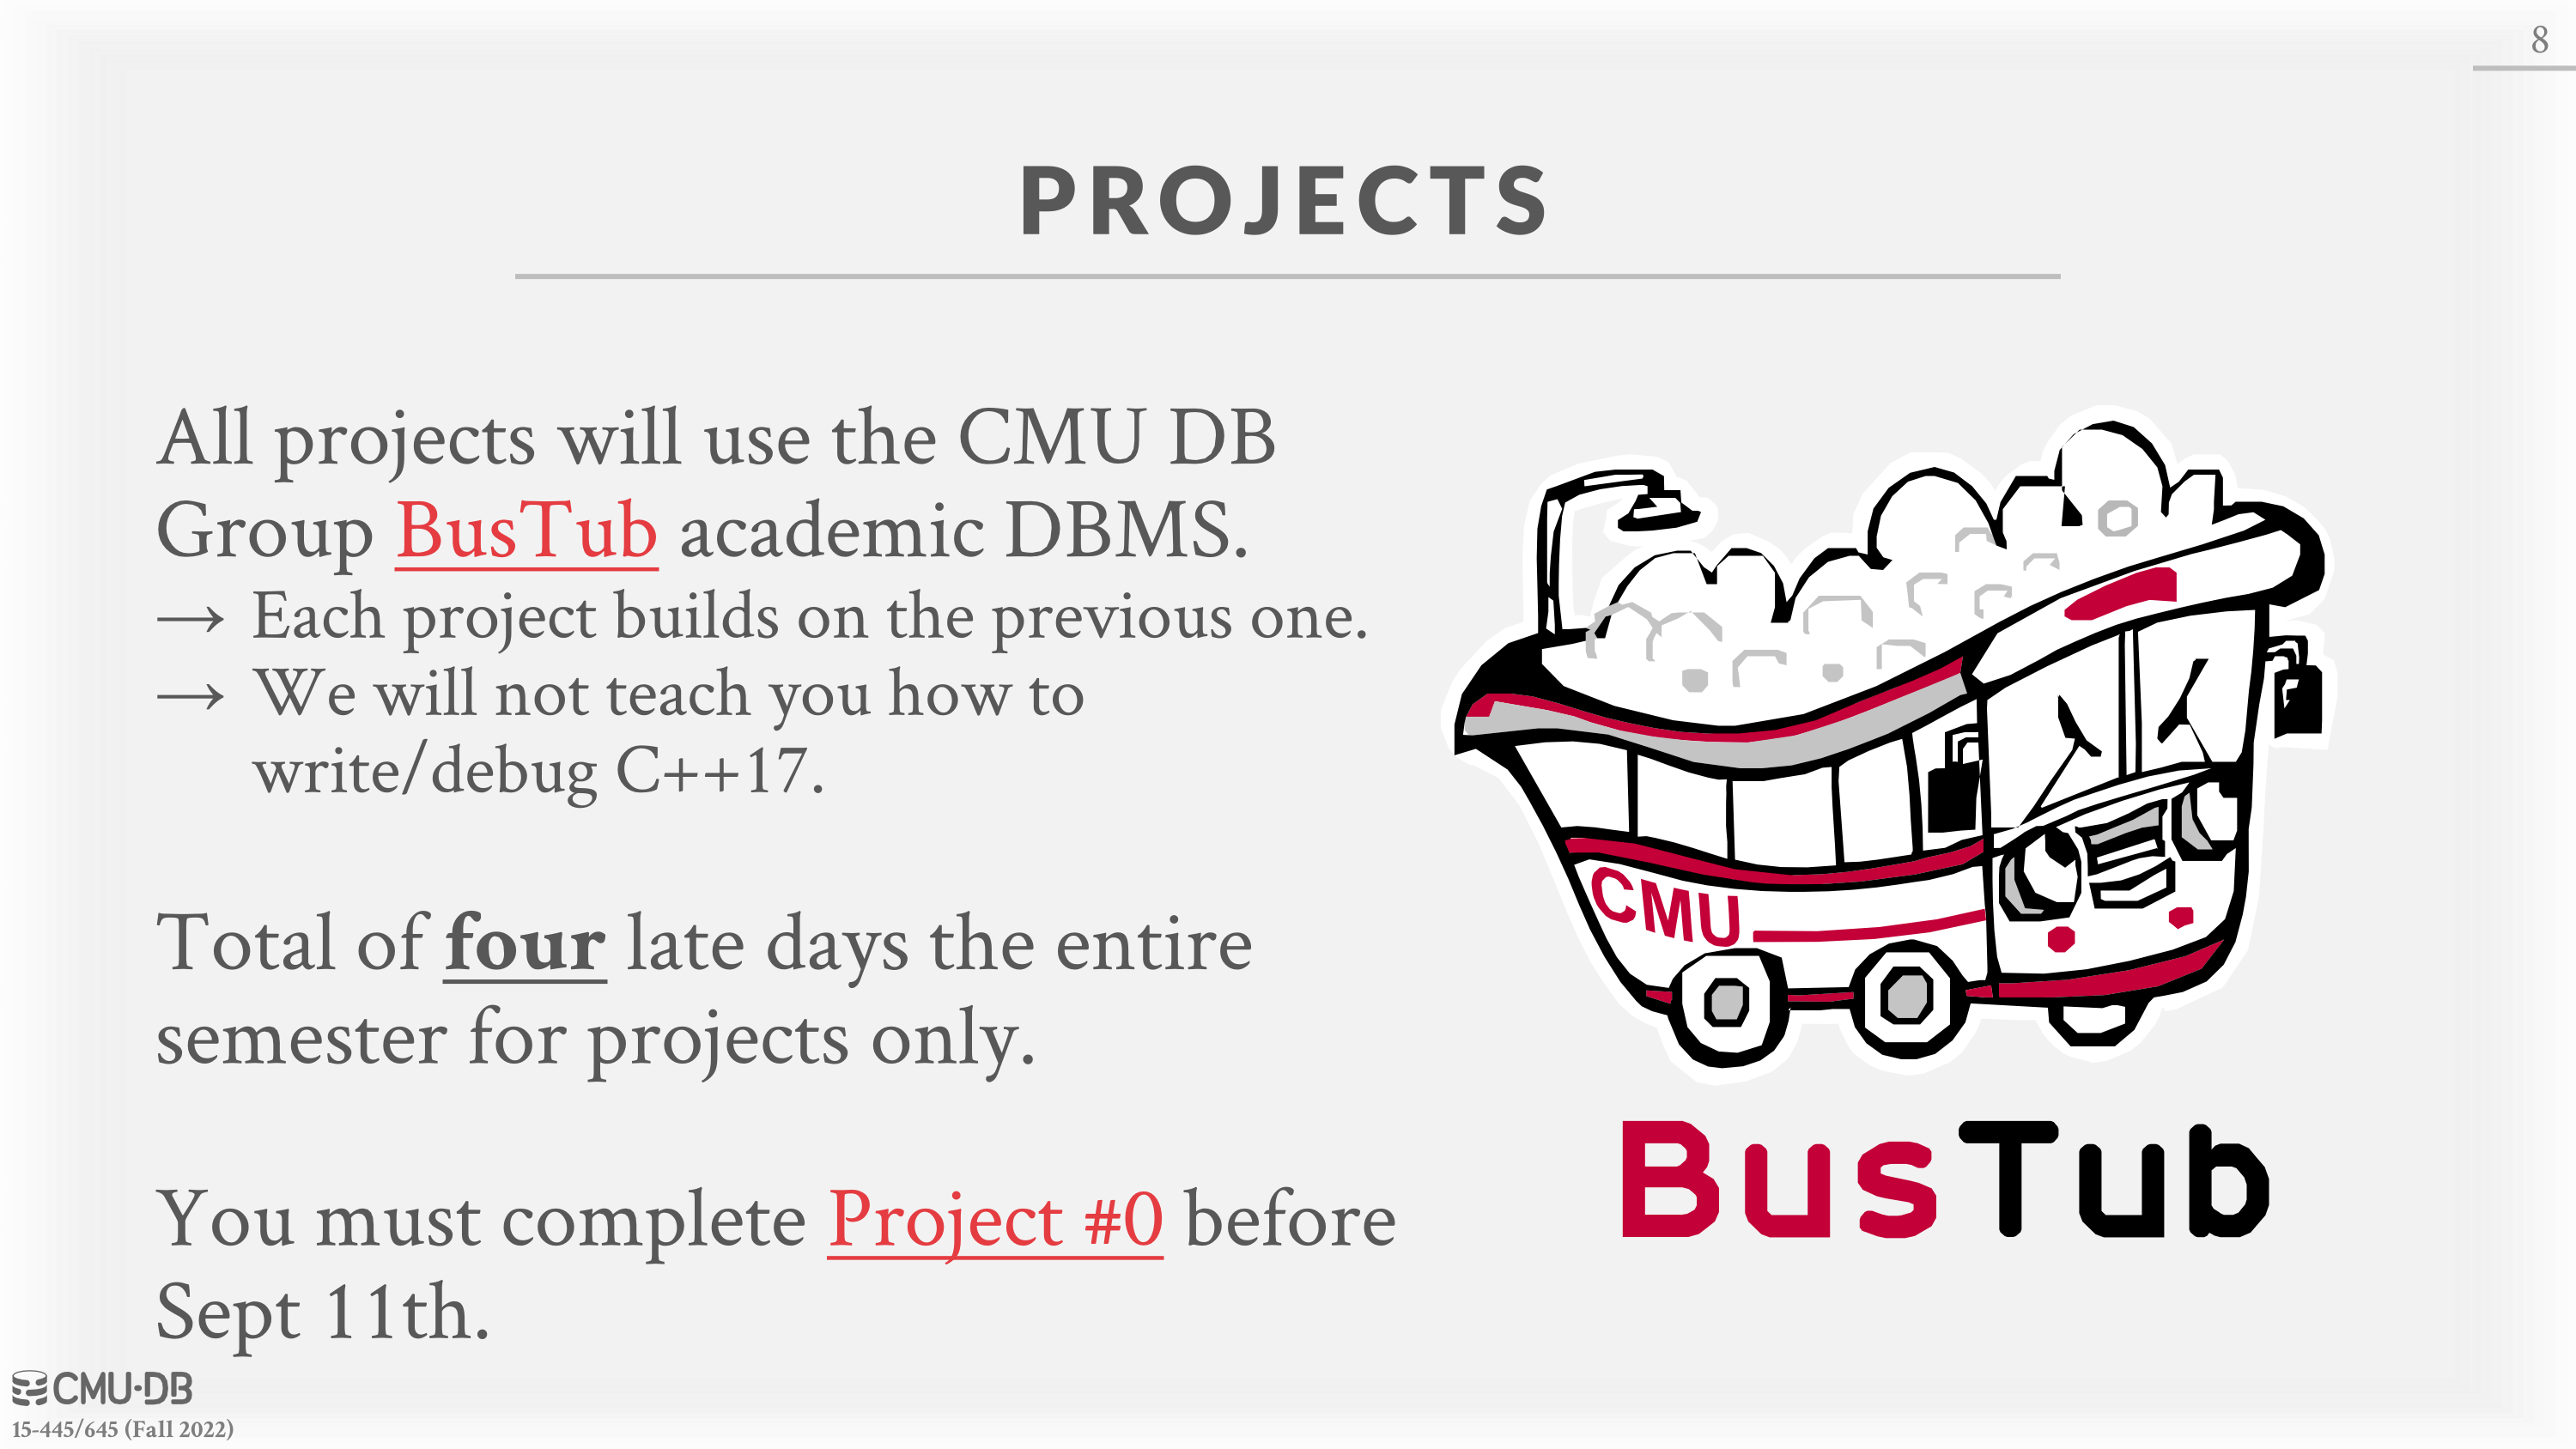 8
PROJECTS
All projects will use the CMU DB
Group BusTub academic DBMS.
→ Each project builds on the previous one.
→ We will not teach you how to
write/debug C++17.
Total of four late days the entire
semester for projects only.
You must complete Project #0 before
Sept 11th.
CMU
BusTub
CMU·DB
15-445/645 (Fall 2022)